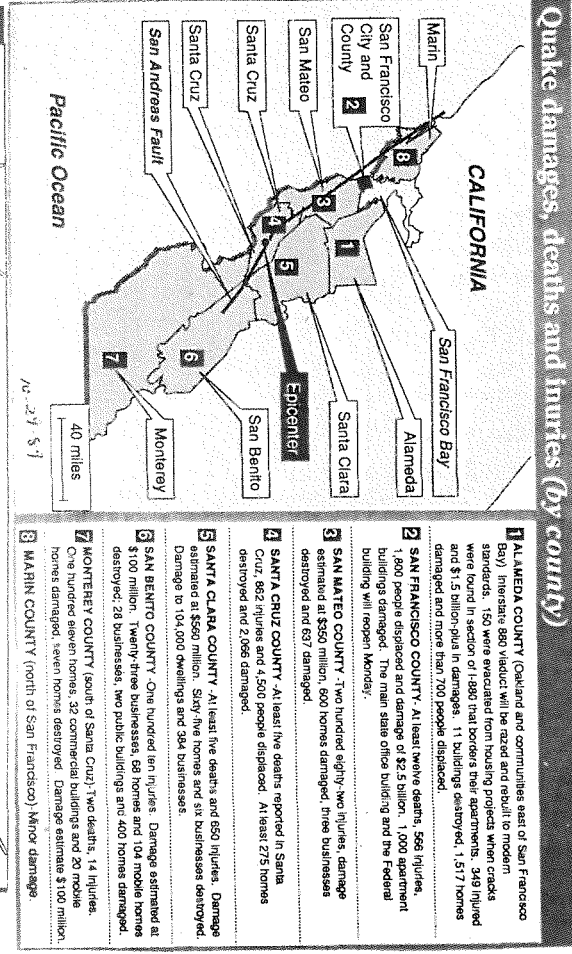 Quake damages, deaths and injuries (by county)
CALIFORNIA
Marin
San Francisco
City and
County
2
San Mateo
Santa Cruz
Santa Cruz
San Andreas Fault
Pacific Ocean
San Francisco Bay
Alameda
Santa Clara
Epicenter
San Benito
Monterey
40 miles
8
3
4
1
5
6
7
1 ALAMEDA COUNTY (Oakland and communities east of San Francisco
Bay) Interstate 880 viaduct will be razed and rebuilt to modern
standards. 150 were evacuated from housing projects when cracks
were found in section of I-880 that borders their apartments. 349 injured
and $1.5 billion-plus in damages. 11 buildings destroyed, 1,517 homes
damaged and more than 700 people displaced.
2 SAN FRANCISCO COUNTY - At least twelve deaths, 566 injuries,
1,800 people displaced and damage of $2.5 billion. 1,000 apartment
buildings damaged. The main state office building and the Federal
building will reopen Monday.
3 SAN MATEO COUNTY - Two hundred eighty-two injuries, damage
estimated at $350 million, 600 homes damaged, three businesses
destroyed and 637 damaged.
4 SANTA CRUZ COUNTY - At least five deaths reported in Santa
Cruz, 862 injuries and 4,500 people displaced. At least 275 homes
destroyed and 2,066 damaged.
5 SANTA CLARA COUNTY - At least five deaths and 650 injuries. Damage
estimated at $560 million. Sixty-five homes and six businesses destroyed.
Damage to 104,000 dwellings and 384 businesses.
6 SAN BENITO COUNTY - One hundred ten injuries. Damage estimated at
$100 million. Twenty-three businesses, 68 homes and 104 mobile homes
destroyed; 28 businesses, two public buildings and 400 homes damaged.
7 MONTEREY COUNTY (south of Santa Cruz) - Two deaths, 14 injuries.
One hundred eleven homes, 32 commercial buildings and 20 mobile
homes damaged, seven homes destroyed. Damage estimate $100 million.
8 MARIN COUNTY (north of San Francisco) - Minor damage